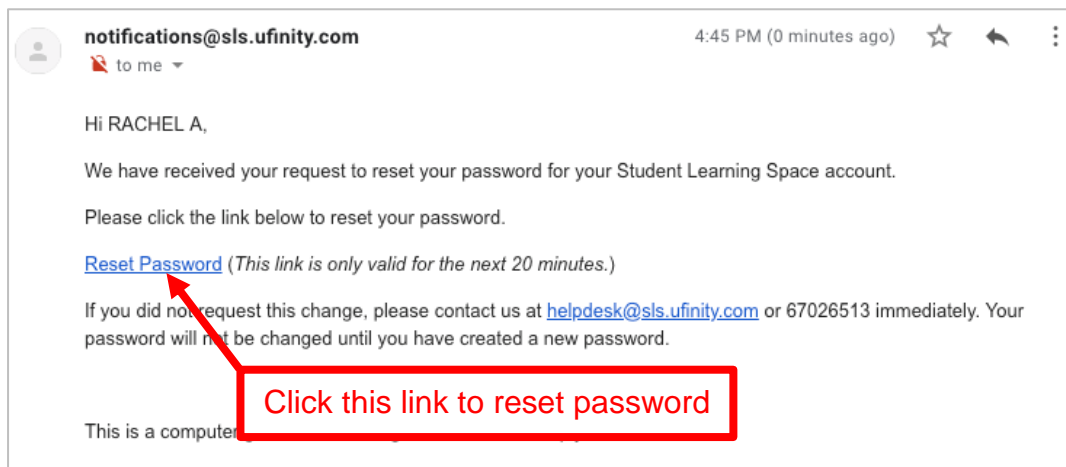 notifications@sls.ufinity.com 4:45 PM (0 minutes ago)
to me
Hi RACHEL A,
We have received your request to reset your password for your Student Learning Space account.
Please click the link below to reset your password.
Reset Password (This link is only valid for the next 20 minutes.)
If you did not request this change, please contact us at helpdesk@sls.ufinity.com or 67026513 immediately. Your
password will not be changed until you have created a new password.
Click this link to reset password
This is a computer